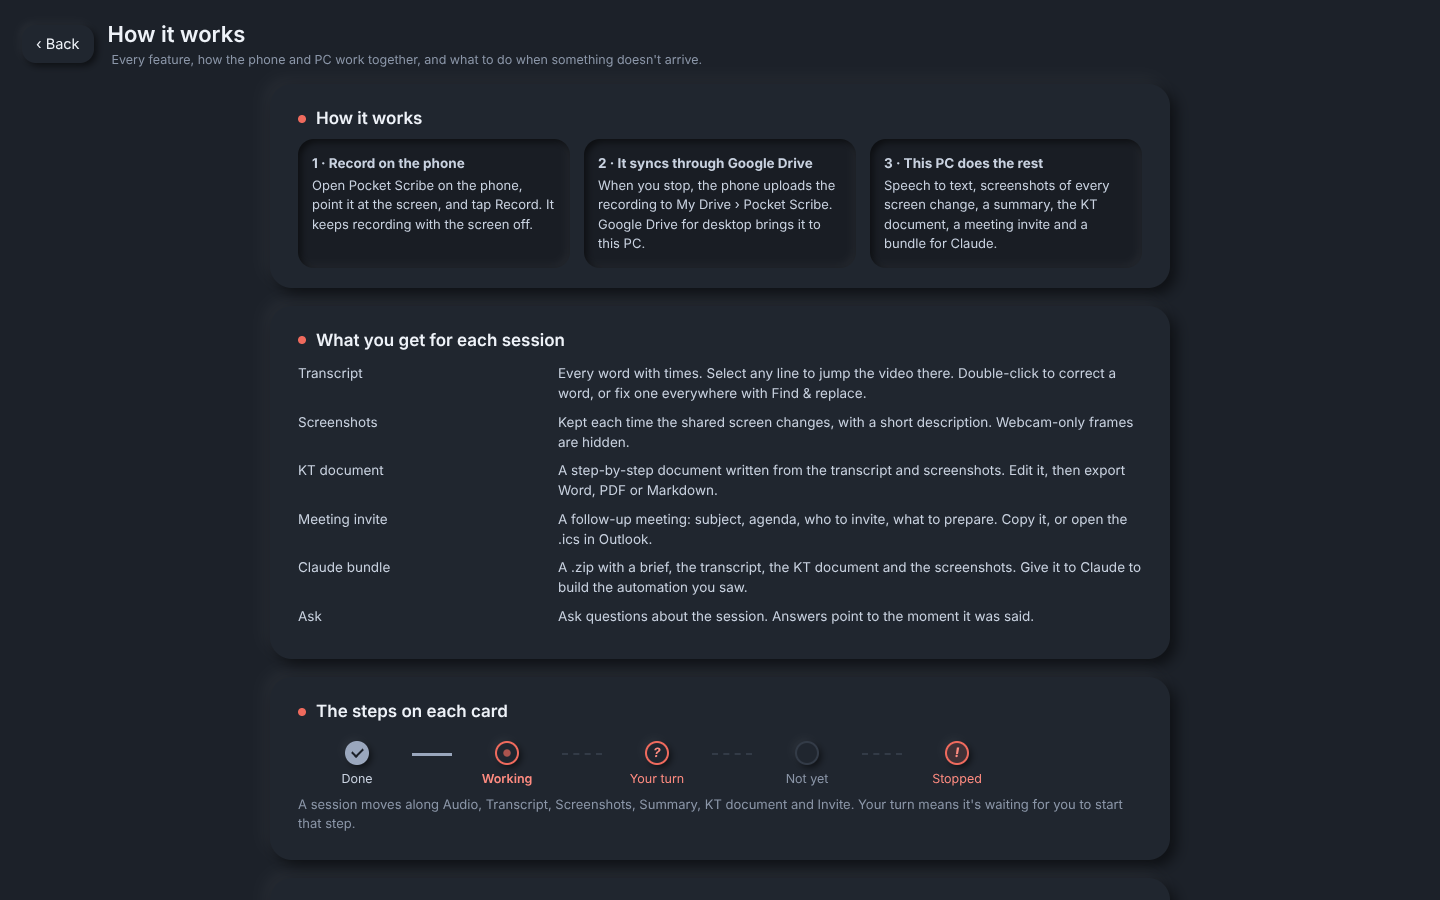 ‹ Back
How it works
Every feature, how the phone and PC work together, and what to do when something doesn't arrive.
How it works
1 · Record on the phone
Open Pocket Scribe on the phone,
point it at the screen, and tap Record. It
keeps recording with the screen off.
2 · It syncs through Google Drive
When you stop, the phone uploads the
recording to My Drive › Pocket Scribe.
Google Drive for desktop brings it to
this PC.
3 · This PC does the rest
Speech to text, screenshots of every
screen change, a summary, the KT
document, a meeting invite and a
bundle for Claude.
What you get for each session
Transcript
Every word with times. Select any line to jump the video there. Double-click to correct a
word, or fix one everywhere with Find & replace.
Screenshots
Kept each time the shared screen changes, with a short description. Webcam-only frames
are hidden.
KT document
A step-by-step document written from the transcript and screenshots. Edit it, then export
Word, PDF or Markdown.
Meeting invite
A follow-up meeting: subject, agenda, who to invite, what to prepare. Copy it, or open the
.ics in Outlook.
Claude bundle
A .zip with a brief, the transcript, the KT document and the screenshots. Give it to Claude to
build the automation you saw.
Ask
Ask questions about the session. Answers point to the moment it was said.
The steps on each card
? !
Done Working Your turn Not yet Stopped
A session moves along Audio, Transcript, Screenshots, Summary, KT document and Invite. Your turn means it's waiting for you to start
that step.